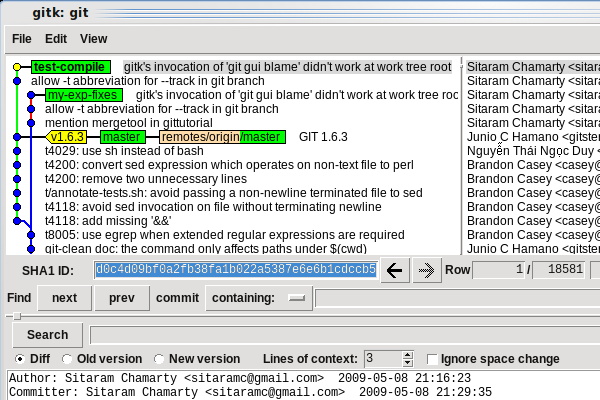 gitk: git
File Edit View
test-compile gitk's invocation of 'git gui blame' didn't work at work tree root Sitaram Chamarty <sitara
allow -t abbreviation for --track in git branch Sitaram Chamarty <sitar
my-exp-fixes gitk's invocation of 'git gui blame' didn't work at work tree roc Sitaram Chamarty <sitar
allow -t abbreviation for --track in git branch Sitaram Chamarty <sitar
mention mergetool in gittutorial Sitaram Chamarty <sitar
v1.6.3 master remotes/origin/master GIT 1.6.3 Junio C Hamano <gitster
t4029: use sh instead of bash Nguyễn Thái Ngọc Duy <
t4200: convert sed expression which operates on non-text file to perl Brandon Casey <casey@
t4200: remove two unnecessary lines Brandon Casey <casey@
t/annotate-tests.sh: avoid passing a non-newline terminated file to sed Brandon Casey <casey@
t4118: avoid sed invocation on file without terminating newline Brandon Casey <casey@
t4118: add missing '&&' Brandon Casey <casey@
t8005: use egrep when extended regular expressions are required Brandon Casey <casey@
git-clean doc: the command only affects paths under $(cwd) Junio C Hamano <gitste
SHA1 ID: d0c4d09bf0a2fb38fa1b022a5387e6e6b1cdccb5 Row 1 / 18581
Find next prev commit containing:
Search
Diff Old version New version Lines of context: 3 Ignore space change
Author: Sitaram Chamarty <sitaramc@gmail.com> 2009-05-08 21:16:23
Committer: Sitaram Chamarty <sitaramc@gmail.com> 2009-05-08 21:29:35